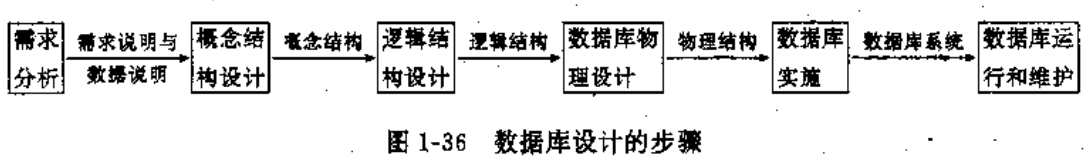 需求
分析
需求说明与
数据说明
概念结
构设计
概念结构
逻辑结
构设计
逻辑结构
数据库物
理设计
物理结构
数据库
实施
数据库系统
数据库运
行和维护
图 1-36 数据库设计的步骤